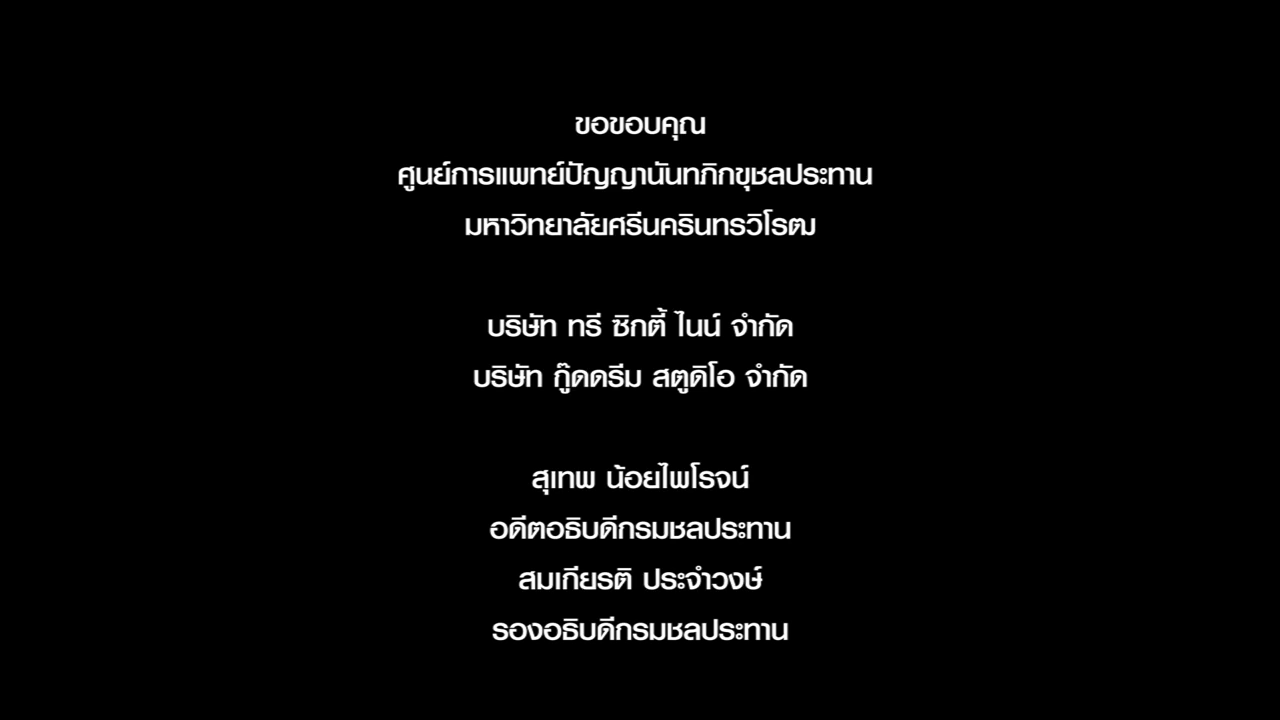 ขอขอบคุณ
ศูนย์การแพทย์ปัญญานันทภิกขุชลประทาน
มหาวิทยาลัยศรีนครินทรวิโรฒ
บริษัท ทรี ซิกตี้ ไนน์ จำกัด
บริษัท กู๊ดดรีม สตูดิโอ จำกัด
สุเทพ น้อยไพโรจน์
อดีตอธิบดีกรมชลประทาน
สมเกียรติ ประจำวงษ์
รองอธิบดีกรมชลประทาน